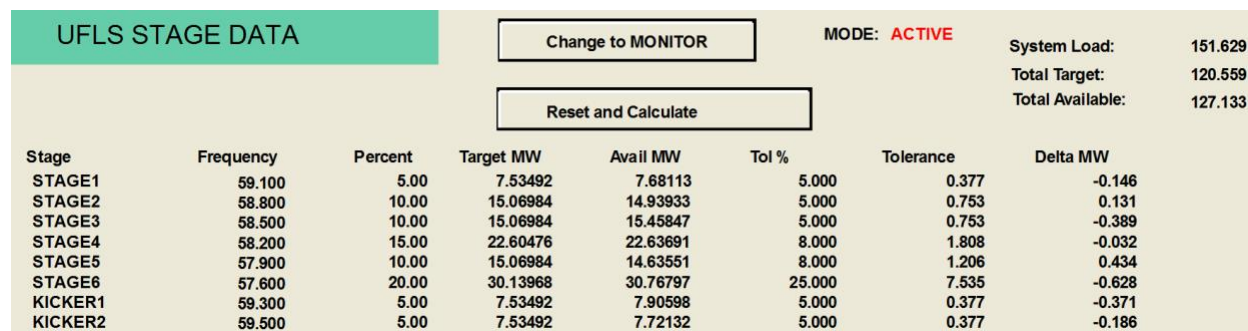 UFLS STAGE DATA Change to MONITOR MODE: ACTIVE
System Load: 151.629
Total Target: 120.559
Total Available: 127.133
Reset and Calculate
Stage Frequency Percent Target MW Avail MW Tol % Tolerance Delta MW
STAGE1 59.100 5.00 7.53492 7.68113 5.000 0.377 -0.146
STAGE2 58.800 10.00 15.06984 14.93933 5.000 0.753 0.131
STAGE3 58.500 10.00 15.06984 15.45847 5.000 0.753 -0.389
STAGE4 58.200 15.00 22.60476 22.63691 8.000 1.808 -0.032
STAGE5 57.900 10.00 15.06984 14.63551 8.000 1.206 0.434
STAGE6 57.600 20.00 30.13968 30.76797 25.000 7.535 -0.628
KICKER1 59.300 5.00 7.53492 7.90598 5.000 0.377 -0.371
KICKER2 59.500 5.00 7.53492 7.72132 5.000 0.377 -0.186